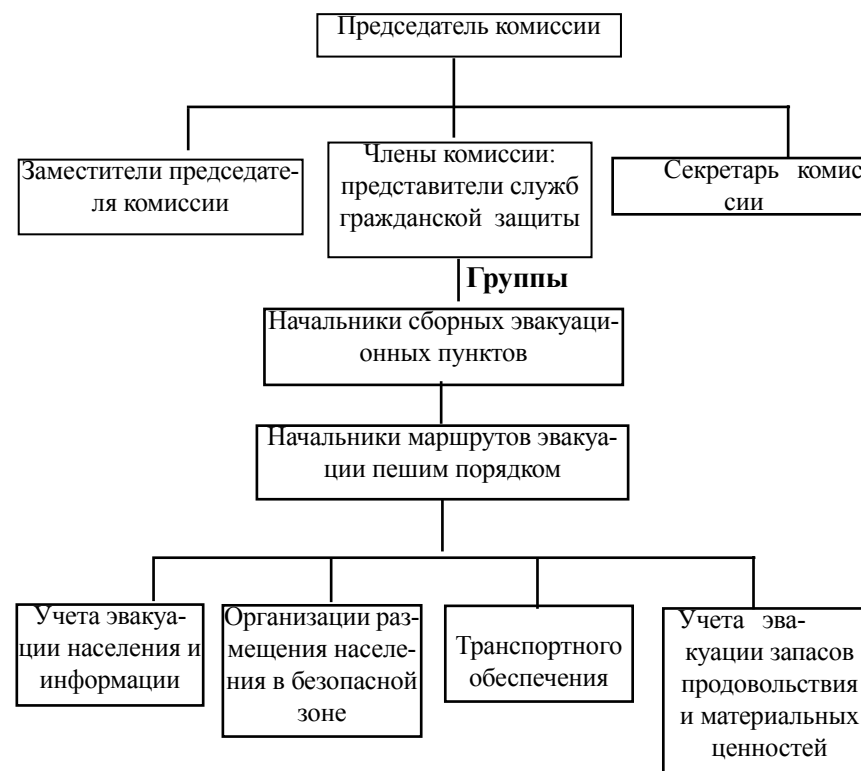 Председатель комиссии
Заместители председате-
ля комиссии
Члены комиссии:
представители служб
гражданской защиты
Секретарь комис
сии
Группы
Начальники сборных эвакуаци-
онных пунктов
Начальники маршрутов эвакуа-
ции пешим порядком
Учета эвакуа-
ции населения и
информации
Организации раз-
мещения населе-
ния в безопасной
зоне
Транспортного
обеспечения
Учета эва-
куации запасов
продовольствия
и материальных
ценностей